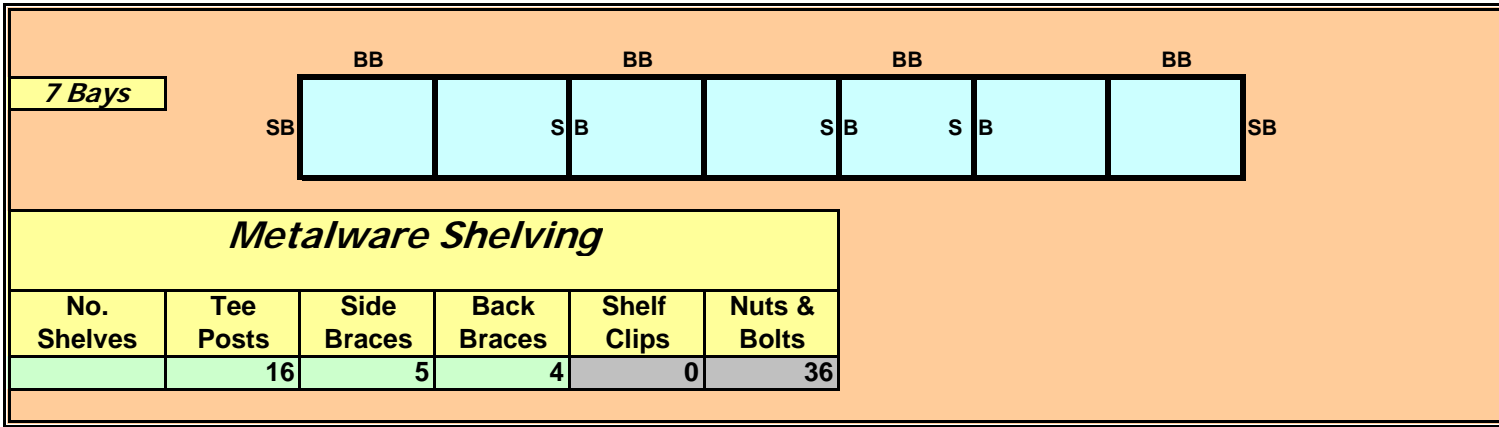 BB BB BB BB
7 Bays
SB S B S B S B SB
Metalware Shelving
No. Tee Side Back Shelf Nuts &
Shelves Posts Braces Braces Clips Bolts
16 5 4 0 36